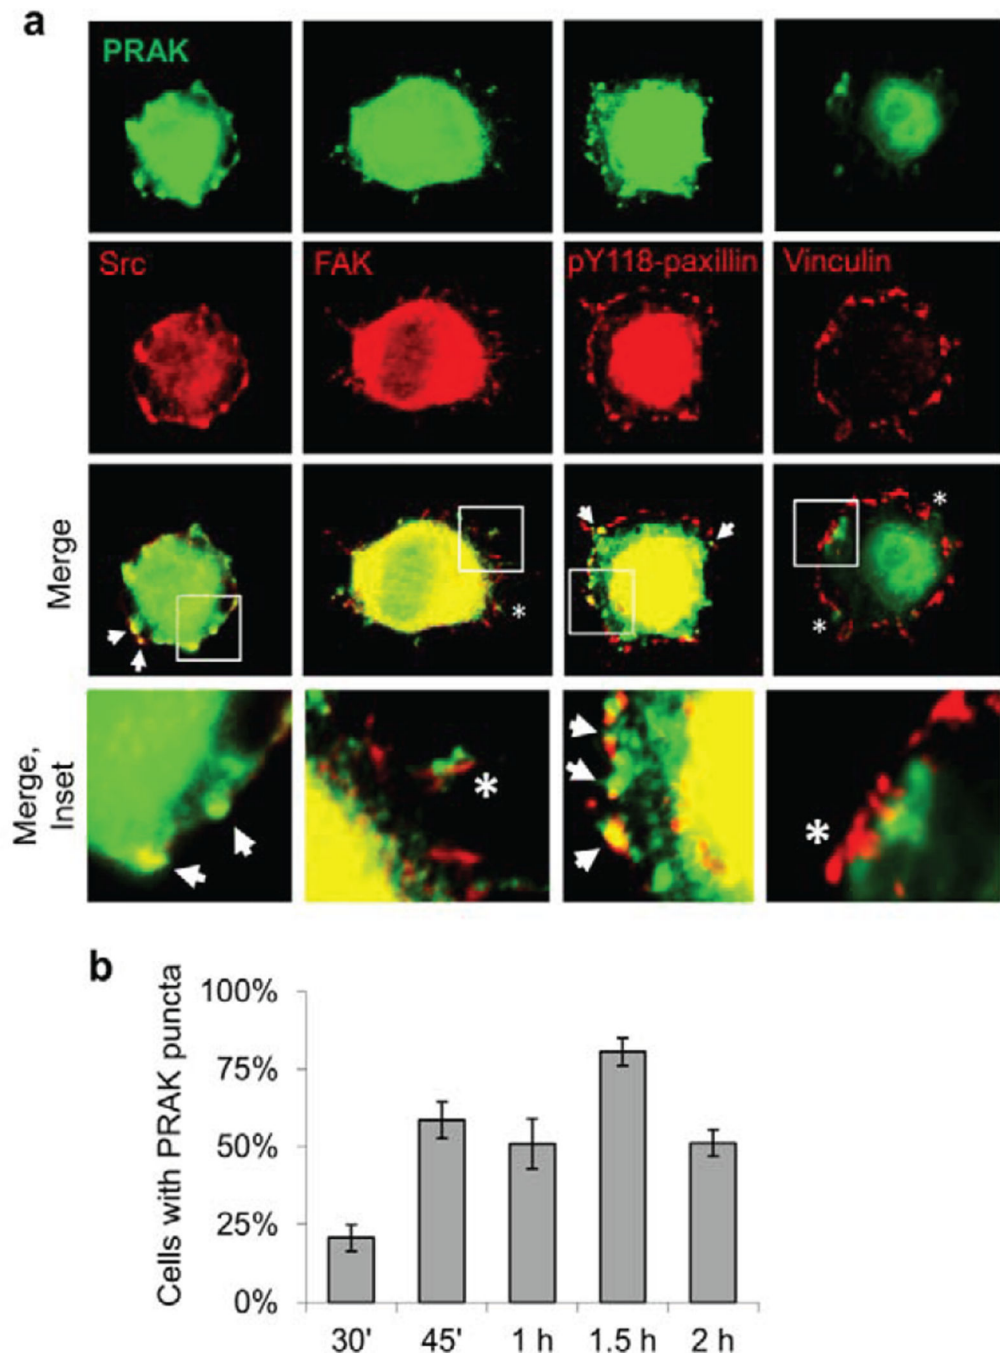 a
PRAK
Src
FAK
pY118-paxillin
Vinculin
Merge
*
*
*
Merge,
Inset
*
*
b
Cells with PRAK puncta
100%
75%
50%
25%
0%
30'
45'
1 h
1.5 h
2 h